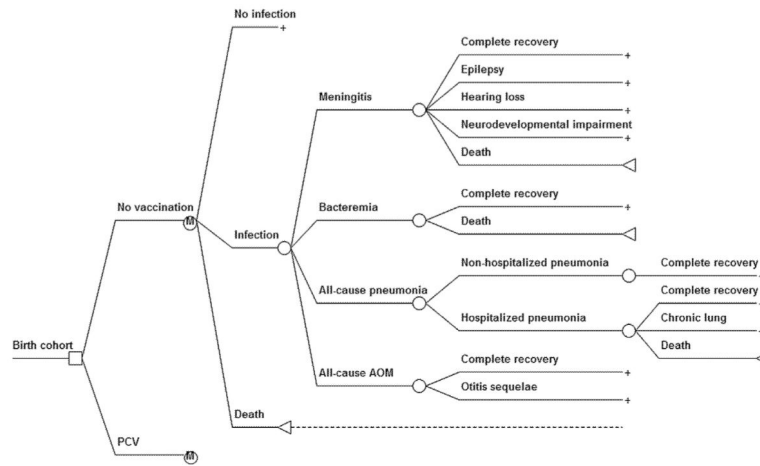 No infection
Complete recovery
Epilepsy
Meningitis
Hearing loss
Neurodevelopmental impairment
Death
No vaccination
M
Bacteremia
Complete recovery
Death
Infection
Non-hospitalized pneumonia
Complete recovery
All-cause pneumonia
Complete recovery
Hospitalized pneumonia
Chronic lung
Birth cohort
Death
All-cause AOM
Complete recovery
Otitis sequelae
Death
PCV
M